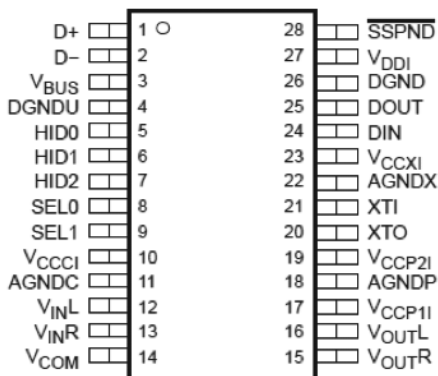 D+ 1 28 SSPND
D− 2 27 VDDI
VBUS 3 26 DGND
DGNDU 4 25 DOUT
HID0 5 24 DIN
HID1 6 23 VCCXI
HID2 7 22 AGNDX
SEL0 8 21 XTI
SEL1 9 20 XTO
VCCCI 10 19 VCCP2I
AGNDC 11 18 AGNDP
VINL 12 17 VCCP1I
VINR 13 16 VOUTL
VCOM 14 15 VOUTR